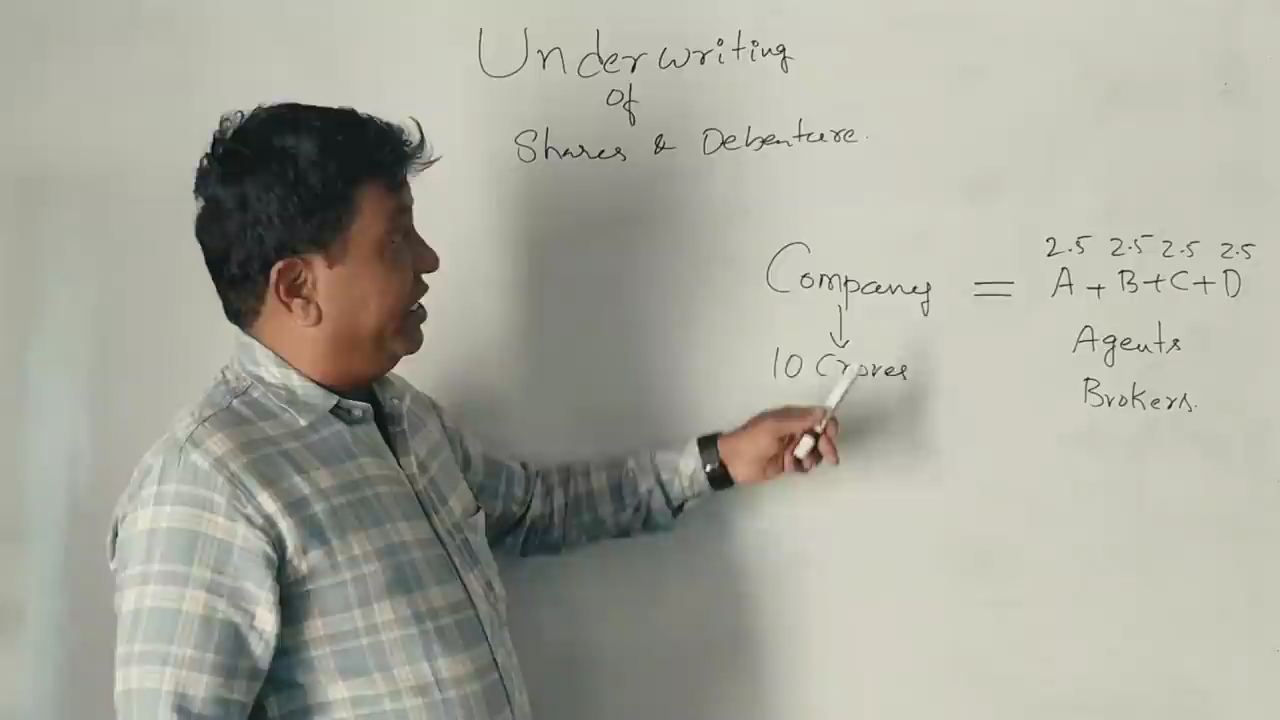 Underwriting
of
Shares & Debenture.
2.5 2.5 2.5 2.5
Company = A + B + C + D
↓
10 Crores
Agents
Brokers.